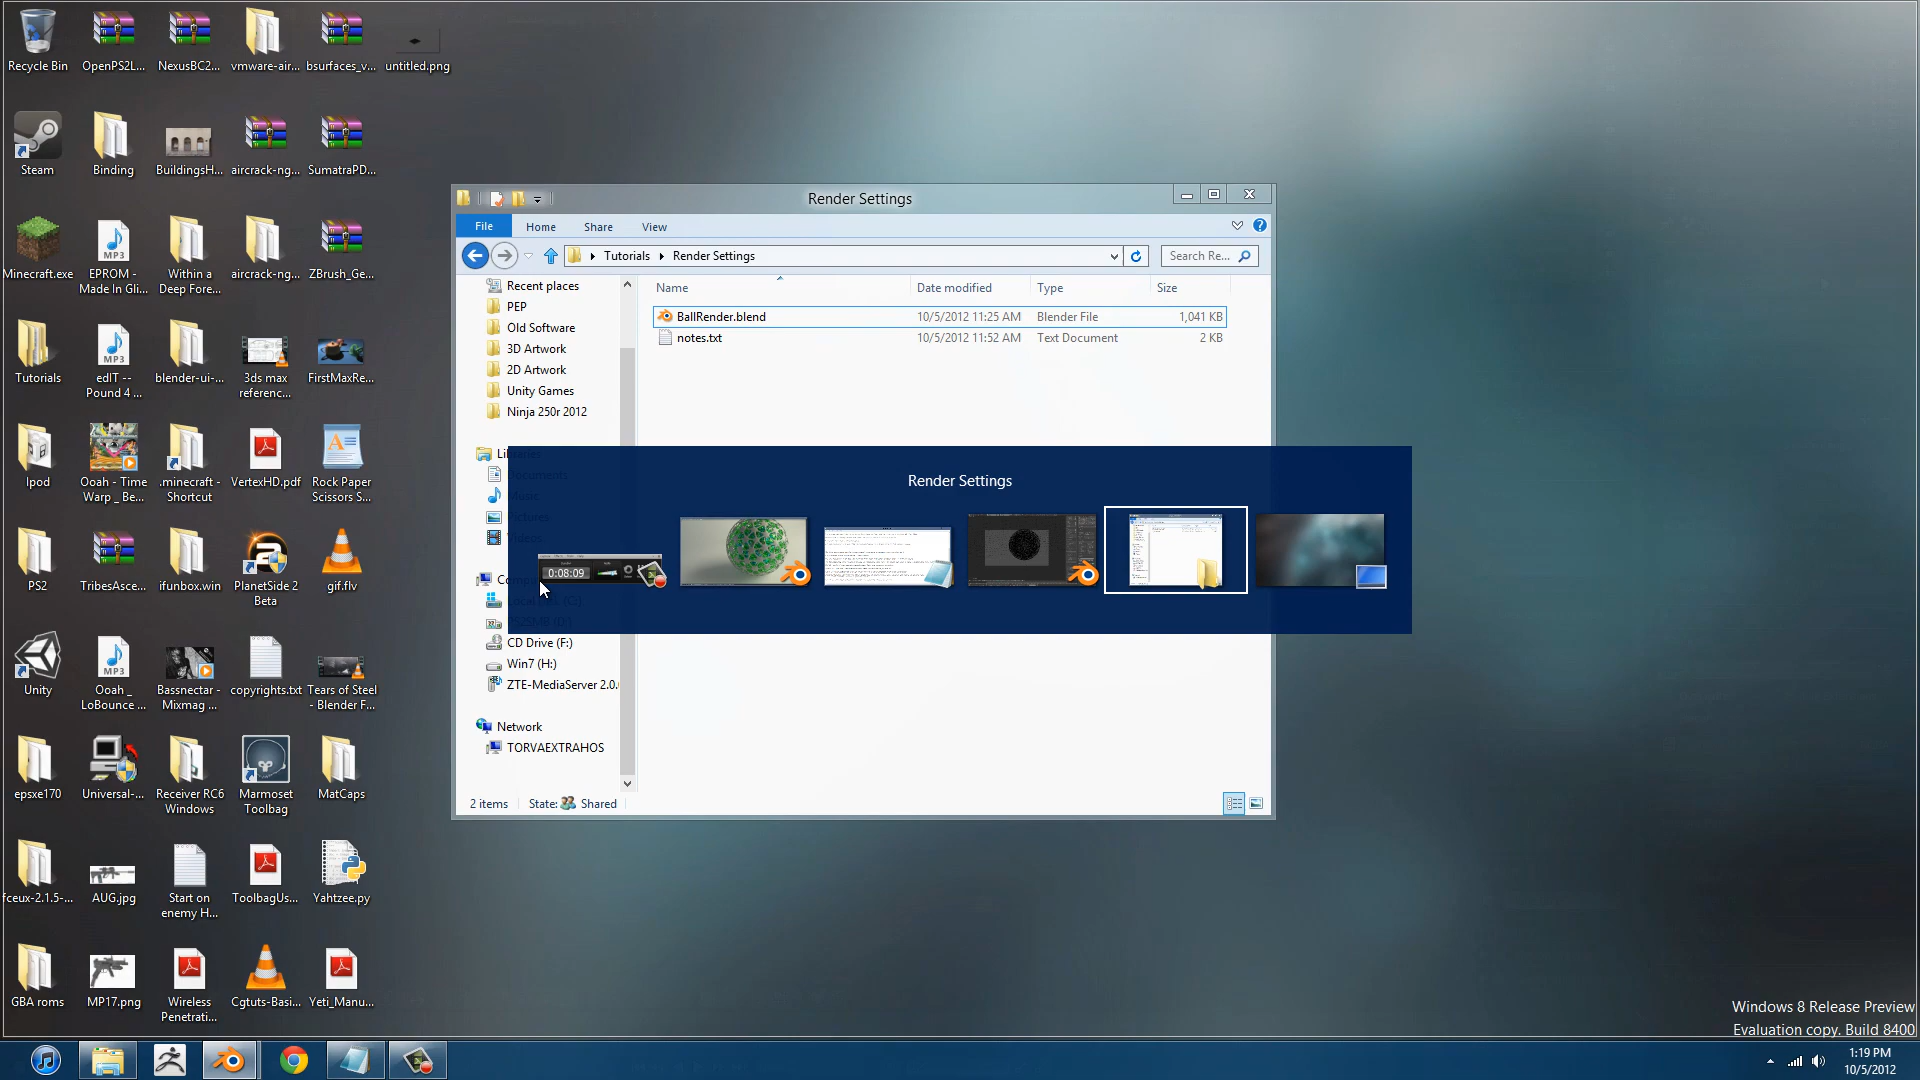 Recycle Bin
OpenPS2L...
NexusBC2...
vmware-air...
bsurfaces_v...
untitled.png
Steam
Binding
BuildingsH...
aircrack-ng...
SumatraPD...
Minecraft.exe
EPROM -
Made In Gli...
Within a
Deep Fore...
aircrack-ng...
ZBrush_Ge...
Tutorials
edIT --
Pound 4 ...
blender-ui-...
3ds max
referenc...
FirstMaxRe...
Ipod
Ooah - Time
Warp _ Be...
.minecraft -
Shortcut
VertexHD.pdf
Rock Paper
Scissors S...
PS2
TribesAsce...
ifunbox.win
PlanetSide 2
Beta
gif.flv
Unity
Ooah _
LoBounce ...
Bassnectar -
Mixmag ...
copyrights.txt
Tears of Steel
- Blender F...
epsxe170
Universal-...
Receiver RC6
Windows
Marmoset
Toolbag
MatCaps
fceux-2.1.5-...
AUG.jpg
Start on
enemy H...
ToolbagUs...
Yahtzee.py
GBA roms
MP17.png
Wireless
Penetrati...
Cgtuts-Basi...
Yeti_Manu...
Render Settings
File
Home
Share
View
Tutorials
Render Settings
Search Re...
Name
Date modified
Type
Size
BallRender.blend
10/5/2012 11:25 AM
Blender File
1,041 KB
notes.txt
10/5/2012 11:52 AM
Text Document
2 KB
Recent places
PEP
Old Software
3D Artwork
2D Artwork
Unity Games
Ninja 250r 2012
Documents
Music
Pictures
Videos
CD Drive (F:)
Win7 (H:)
ZTE-MediaServer 2.0.
Network
TORVAEXTRAHOS
2 items
State:
Shared
Render Settings
0:08:09
Windows 8 Release Preview
Evaluation copy. Build 8400
1:19 PM
10/5/2012